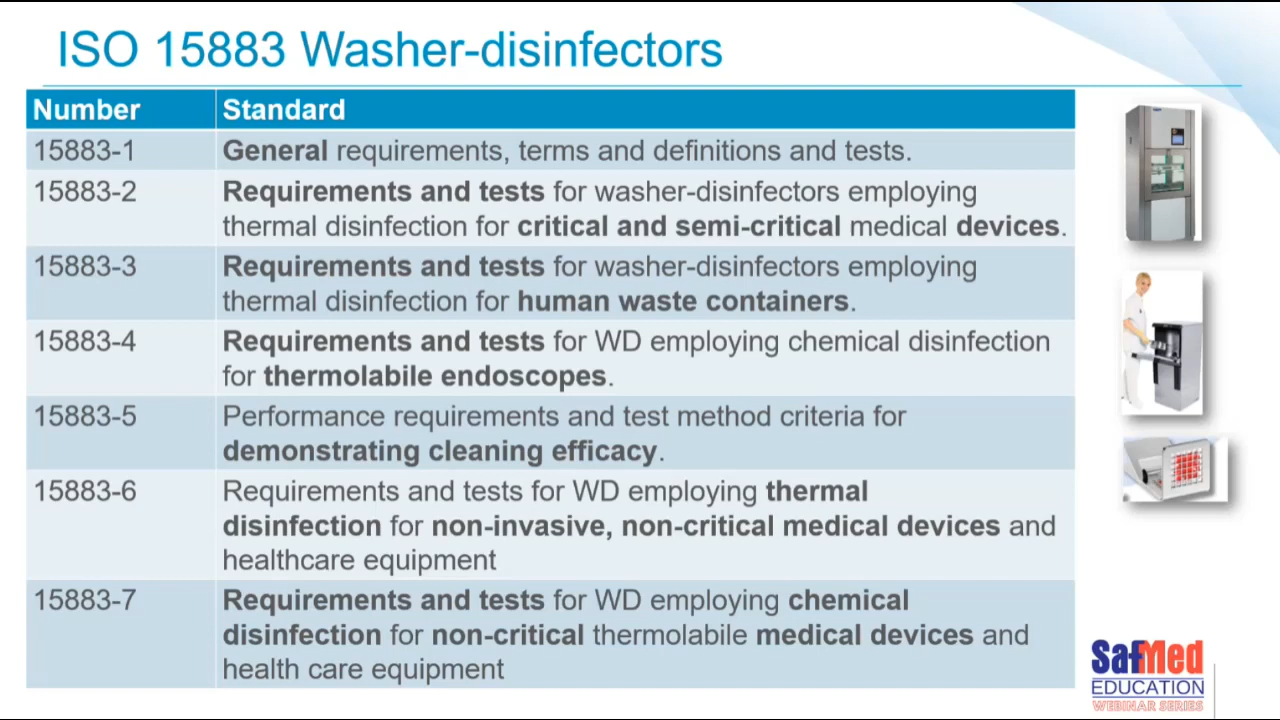 ISO 15883 Washer-disinfectors
Number Standard
15883-1 General requirements, terms and definitions and tests.
15883-2 Requirements and tests for washer-disinfectors employing
thermal disinfection for critical and semi-critical medical devices.
15883-3 Requirements and tests for washer-disinfectors employing
thermal disinfection for human waste containers.
15883-4 Requirements and tests for WD employing chemical disinfection
for thermolabile endoscopes.
15883-5 Performance requirements and test method criteria for
demonstrating cleaning efficacy.
15883-6 Requirements and tests for WD employing thermal
disinfection for non-invasive, non-critical medical devices and
healthcare equipment
15883-7 Requirements and tests for WD employing chemical
disinfection for non-critical thermolabile medical devices and
health care equipment
SafMed
EDUCATION
WEBINAR SERIES